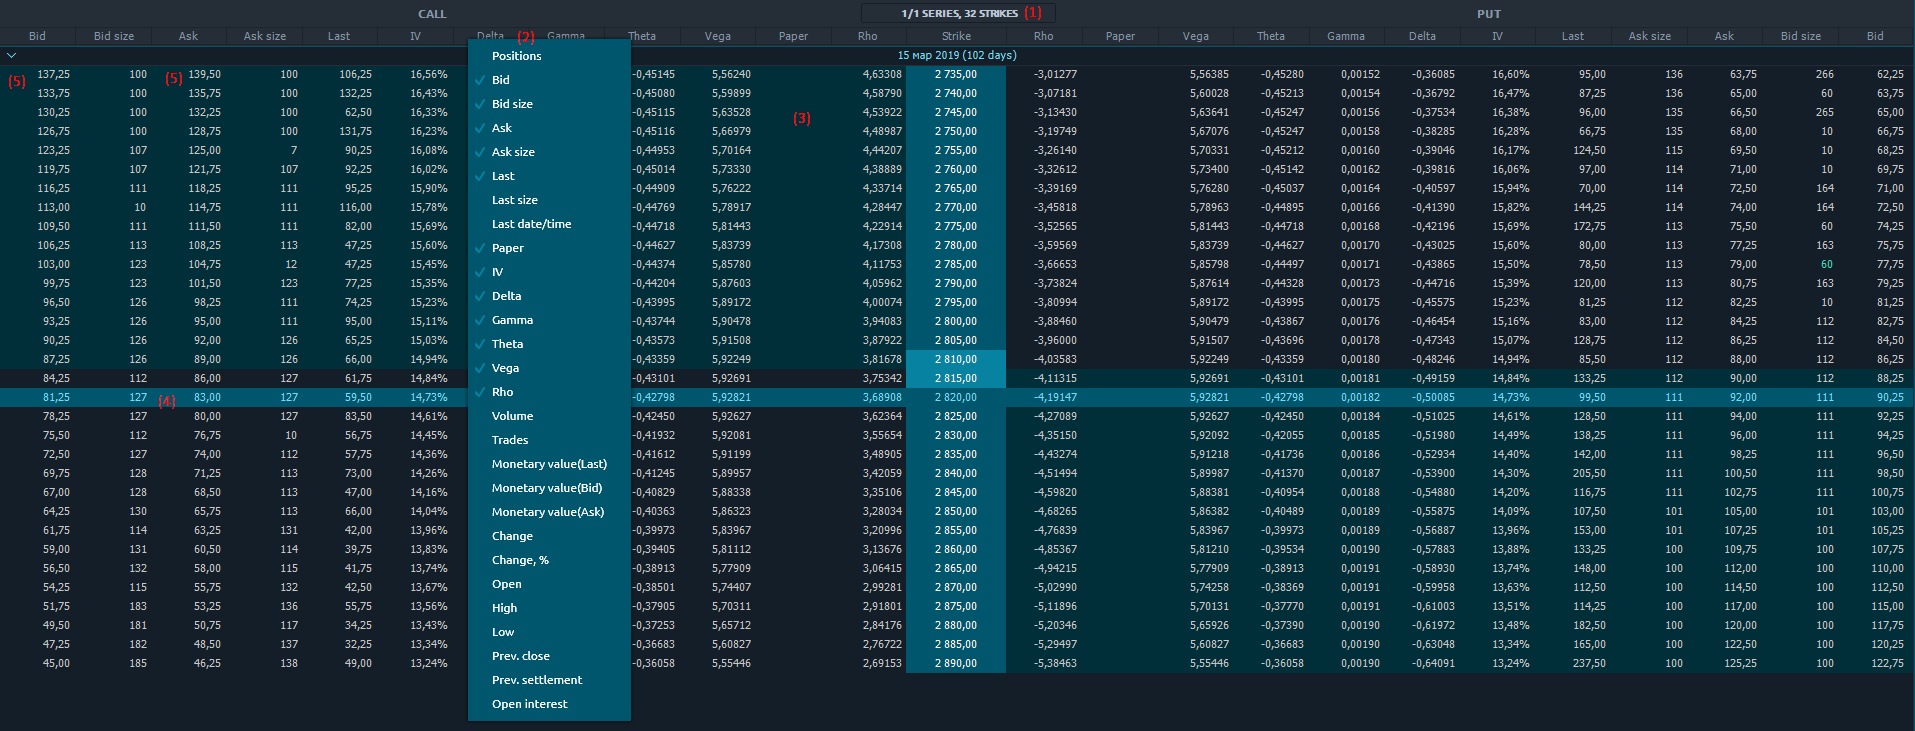 CALL 1/1 SERIES, 32 STRIKES (1) PUT
Bid Bid size Ask Ask size Last IV Delta (2) Gamma Theta Vega Paper Rho Strike Rho Paper Vega Theta Gamma Delta IV Last Ask size Ask Bid size Bid
15 мар 2019 (102 days)
(5) 137,25 100 (5) 139,50 100 106,25 16,56% -0,45145 5,56240 4,63308 2 735,00 -3,01277 5,56385 -0,45280 0,00152 -0,36085 16,60% 95,00 136 63,75 266 62,25
133,75 100 135,75 100 132,25 16,43% -0,45080 5,59899 4,58790 2 740,00 -3,07181 5,60028 -0,45213 0,00154 -0,36792 16,47% 87,25 136 65,00 60 63,75
130,25 100 132,25 100 62,50 16,33% -0,45115 5,63528 (3) 4,53922 2 745,00 -3,13430 5,63641 -0,45247 0,00156 -0,37534 16,38% 96,00 135 66,50 265 65,00
126,75 100 128,75 100 131,75 16,23% -0,45116 5,66979 4,48987 2 750,00 -3,19749 5,67076 -0,45247 0,00158 -0,38285 16,28% 66,75 135 68,00 10 66,75
123,25 107 125,00 7 90,25 16,08% -0,44953 5,70164 4,44207 2 755,00 -3,26140 5,70331 -0,45212 0,00160 -0,39046 16,17% 124,50 115 69,50 10 68,25
119,75 107 121,75 107 92,25 16,02% -0,45014 5,73330 4,38889 2 760,00 -3,32612 5,73400 -0,45142 0,00162 -0,39816 16,06% 97,00 114 71,00 10 69,75
116,25 111 118,25 111 95,25 15,90% -0,44909 5,76222 4,33714 2 765,00 -3,39169 5,76280 -0,45037 0,00164 -0,40597 15,94% 70,00 114 72,50 164 71,00
113,00 10 114,75 111 116,00 15,78% -0,44769 5,78917 4,28447 2 770,00 -3,45818 5,78963 -0,44895 0,00166 -0,41390 15,82% 144,25 114 74,00 164 72,50
109,50 111 111,50 111 82,00 15,69% -0,44718 5,81443 4,22914 2 775,00 -3,52565 5,81443 -0,44718 0,00168 -0,42196 15,69% 172,75 113 75,50 60 74,25
106,25 113 108,25 113 47,25 15,60% -0,44627 5,83739 4,17308 2 780,00 -3,59569 5,83739 -0,44627 0,00170 -0,43025 15,60% 80,00 113 77,25 163 75,75
103,00 123 104,75 12 47,25 15,45% -0,44374 5,85780 4,11753 2 785,00 -3,66653 5,85798 -0,44497 0,00171 -0,43865 15,50% 78,50 113 79,00 60 77,75
99,75 123 101,50 123 77,25 15,35% -0,44204 5,87603 4,05962 2 790,00 -3,73824 5,87614 -0,44328 0,00173 -0,44716 15,39% 120,00 113 80,75 163 79,25
96,50 126 98,25 111 74,25 15,23% -0,43995 5,89172 4,00074 2 795,00 -3,80994 5,89172 -0,43995 0,00175 -0,45575 15,23% 81,25 112 82,25 10 81,25
93,25 126 95,00 111 95,00 15,11% -0,43744 5,90478 3,94083 2 800,00 -3,88460 5,90479 -0,43867 0,00176 -0,46454 15,16% 83,00 112 84,25 112 82,75
90,25 126 92,00 126 65,25 15,03% -0,43573 5,91508 3,87922 2 805,00 -3,96000 5,91507 -0,43696 0,00178 -0,47343 15,07% 128,75 112 86,25 112 84,50
87,25 126 89,00 126 66,00 14,94% -0,43359 5,92249 3,81678 2 810,00 -4,03583 5,92249 -0,43359 0,00180 -0,48246 14,94% 85,50 112 88,00 112 86,25
84,25 112 86,00 127 61,75 14,84% -0,43101 5,92691 3,75342 2 815,00 -4,11315 5,92691 -0,43101 0,00181 -0,49159 14,84% 133,25 112 90,00 112 88,25
81,25 127 (4) 83,00 127 59,50 14,73% -0,42798 5,92821 3,68908 2 820,00 -4,19147 5,92821 -0,42798 0,00182 -0,50085 14,73% 99,50 111 92,00 111 90,25
78,25 127 80,00 127 83,50 14,61% -0,42450 5,92627 3,62364 2 825,00 -4,27089 5,92627 -0,42450 0,00184 -0,51025 14,61% 128,50 111 94,00 111 92,25
75,50 112 76,75 10 56,75 14,45% -0,41932 5,92081 3,55654 2 830,00 -4,35150 5,92092 -0,42055 0,00185 -0,51980 14,49% 138,25 111 96,00 111 94,25
72,50 127 74,00 112 57,75 14,36% -0,41612 5,91199 3,48905 2 835,00 -4,43274 5,91218 -0,41736 0,00186 -0,52934 14,40% 142,00 111 98,25 111 96,50
69,75 128 71,25 113 73,00 14,26% -0,41245 5,89957 3,42059 2 840,00 -4,51494 5,89987 -0,41370 0,00187 -0,53900 14,30% 205,50 111 100,50 111 98,50
67,00 128 68,50 113 47,00 14,16% -0,40829 5,88338 3,35106 2 845,00 -4,59820 5,88381 -0,40954 0,00188 -0,54880 14,20% 116,75 111 102,75 111 100,75
64,25 130 65,75 113 66,00 14,04% -0,40363 5,86323 3,28034 2 850,00 -4,68265 5,86382 -0,40489 0,00189 -0,55875 14,09% 107,50 101 105,00 101 103,00
61,75 114 63,25 131 42,00 13,96% -0,39973 5,83967 3,20996 2 855,00 -4,76839 5,83967 -0,39973 0,00189 -0,56887 13,96% 153,00 101 107,25 101 105,25
59,00 131 60,50 114 39,75 13,83% -0,39405 5,81112 3,13676 2 860,00 -4,85367 5,81210 -0,39534 0,00190 -0,57883 13,88% 133,25 100 109,75 100 107,75
56,50 132 58,00 115 41,75 13,74% -0,38913 5,77909 3,06415 2 865,00 -4,94215 5,77909 -0,38913 0,00191 -0,58930 13,74% 148,00 100 112,00 100 110,00
54,25 115 55,75 132 42,50 13,67% -0,38501 5,74407 2,99281 2 870,00 -5,02990 5,74258 -0,38369 0,00191 -0,59958 13,63% 112,50 100 114,50 100 112,50
51,75 183 53,25 136 55,75 13,56% -0,37905 5,70311 2,91801 2 875,00 -5,11896 5,70131 -0,37770 0,00191 -0,61003 13,51% 114,25 100 117,00 100 115,00
49,50 181 50,75 117 34,25 13,43% -0,37253 5,65712 2,84176 2 880,00 -5,20346 5,65926 -0,37390 0,00190 -0,61972 13,48% 182,50 100 120,00 100 117,75
47,25 182 48,50 137 32,25 13,34% -0,36683 5,60827 2,76722 2 885,00 -5,29497 5,60827 -0,36683 0,00190 -0,63048 13,34% 165,00 100 122,50 100 120,25
45,00 185 46,25 138 49,00 13,24% -0,36058 5,55446 2,69153 2 890,00 -5,38463 5,55446 -0,36058 0,00190 -0,64091 13,24% 237,50 100 125,25 100 122,75
Positions
Bid
Bid size
Ask
Ask size
Last
Last size
Last date/time
Paper
IV
Delta
Gamma
Theta
Vega
Rho
Volume
Trades
Monetary value(Last)
Monetary value(Bid)
Monetary value(Ask)
Change
Change, %
Open
High
Low
Prev. close
Prev. settlement
Open interest